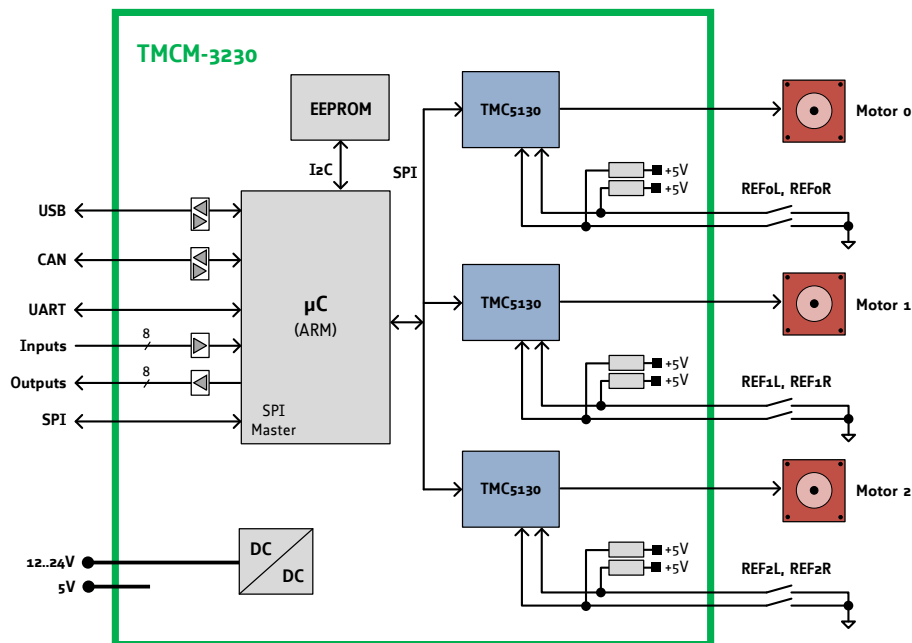 TMCM-3230
EEPROM
I2C
SPI
TMC5130
Motor 0
+5V
+5V
REF0L, REF0R
USB
CAN
UART
Inputs
8
Outputs
8
SPI
µC
(ARM)
SPI
Master
TMC5130
Motor 1
+5V
+5V
REF1L, REF1R
TMC5130
Motor 2
+5V
+5V
REF2L, REF2R
12..24V
5V
DC
DC